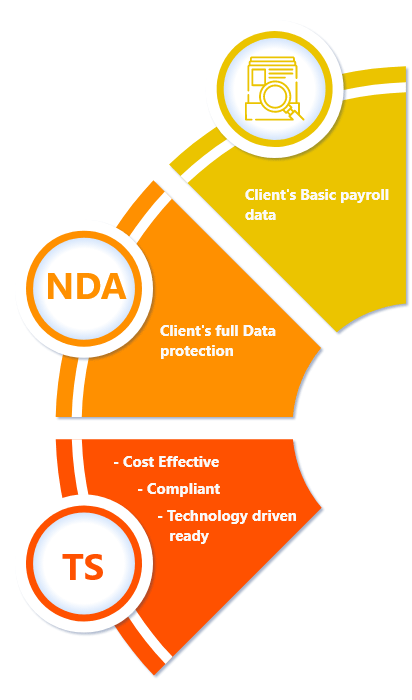 Client's Basic payroll
data
NDA
Client's full Data
protection
- Cost Effective
- Compliant
- Technology driven
ready
TS